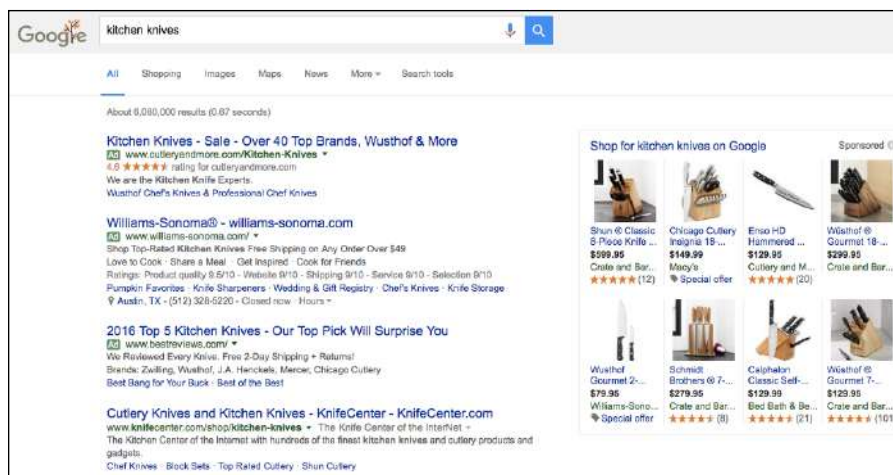 Google
kitchen knives
All Shopping Images Maps News More Search tools
About 6,080,000 results (0.87 seconds)
Kitchen Knives - Sale - Over 40 Top Brands, Wusthof & More
Ad www.cutleryandmore.com/Kitchen-Knives
4.6 ★★★★★ rating for cutleryandmore.com
We are the Kitchen Knife Experts.
Wusthof Chef's Knives & Professional Chef Knives
Williams-Sonoma® - williams-sonoma.com
Ad www.williams-sonoma.com/
Shop Top-Rated Kitchen Knives Free Shipping on Any Order Over $49
Love to Cook · Share a Meal · Get Inspired · Cook for Friends
Ratings: Product quality 9.5/10 - Website 9/10 - Shipping 9/10 - Service 9/10 - Selection 9/10
Pumpkin Favorites · Knife Sharpeners · Wedding & Gift Registry · Chef's Knives · Knife Storage
Austin, TX - (512) 328-5220 - Closed now · Hours
2016 Top 5 Kitchen Knives - Our Top Pick Will Surprise You
Ad www.bestreviews.com/
We Reviewed Every Knive. Free 2-Day Shipping + Returns!
Brands: Zwilling, Wusthof, J.A. Henckels, Mercer, Chicago Cutlery
Best Bang for Your Buck · Best of the Best
Cutlery Knives and Kitchen Knives - KnifeCenter - KnifeCenter.com
www.knifecenter.com/shop/kitchen-knives The Knife Center of the InterNet
The Kitchen Center of the Internet with hundreds of the finest kitchen knives and cutlery products and
gadgets.
Chef Knives · Block Sets · Top Rated Cutlery · Shun Cutlery
Shop for kitchen knives on Google Sponsored
Shun ® Classic
6 Piece Knife ...
$599.95
Crate and Bar...
★★★★★ (12)
Chicago Cutlery
Insignia 18-...
$149.99
Macy's
Special offer
Enso HD
Hammered ...
$129.95
Cutlery and M...
★★★★★ (20)
Wüsthof ®
Gourmet 18-...
$299.95
Crate and Bar...
Wusthof
Gourmet 2-...
$79.95
Williams-Sono...
Special offer
Schmidt
Brothers ® 7-...
$279.95
Crate and Bar...
★★★★★ (8)
Calphalon
Classic Self-...
$129.99
Bed Bath & Be...
★★★★★ (21)
Wüsthof ®
Gourmet 7-...
$129.95
Crate and Bar...
★★★★★ (101